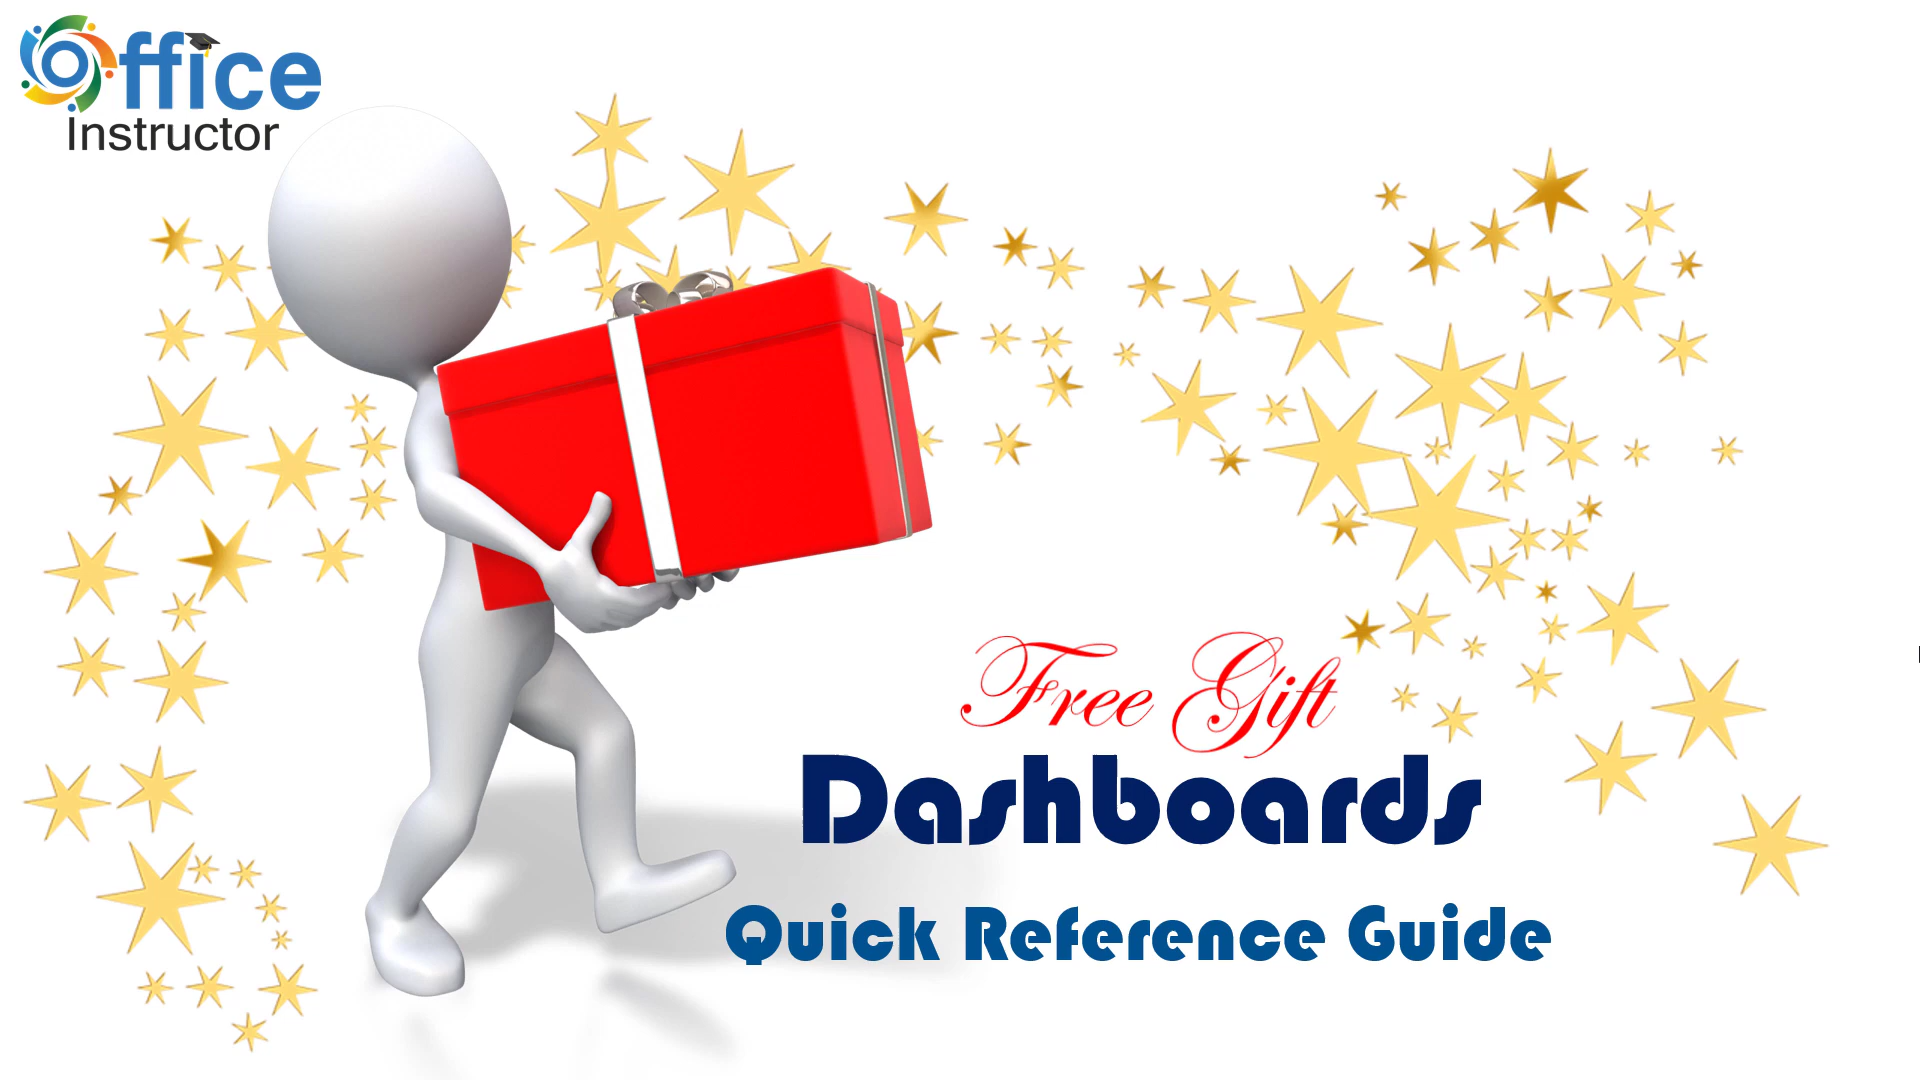 Office
Instructor
Free Gift
Dashboards
Quick Reference Guide